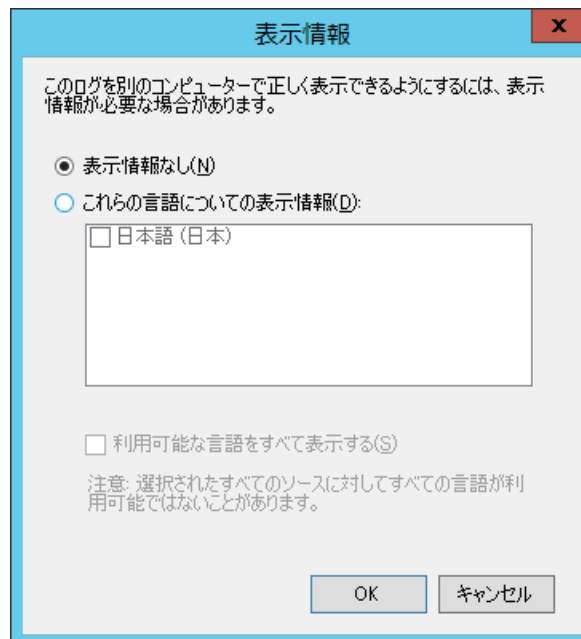 表示情報
x
このログを別のコンピューターで正しく表示できるようにするには、表示
情報が必要な場合があります。
表示情報なし(N)
これらの言語についての表示情報(D):
日本語 (日本)
利用可能な言語をすべて表示する(S)
注意: 選択されたすべてのソースに対してすべての言語が利
用可能ではないことがあります。
OK
キャンセル